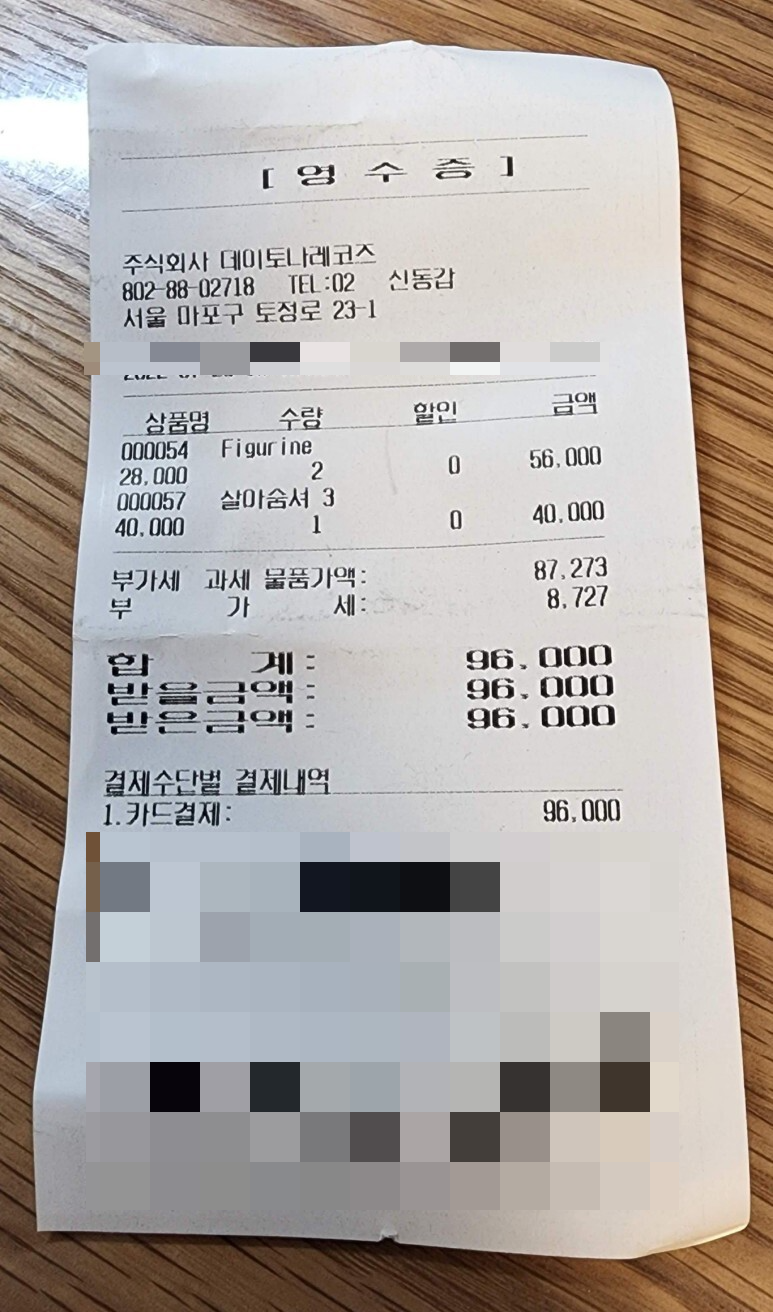 [ 영 수 증 ]
주식회사 데이토나레코즈
802-88-02718 TEL:02 신동갑
서울 마포구 토정로 23-1
상품명 수량 할인 금액
000054 Figurine
28,000 2 0 56,000
000057 살아숨셔 3
40,000 1 0 40,000
부가세 과세 물품가액: 87,273
부 가 세: 8,727
합 계: 96,000
받을금액: 96,000
받은금액: 96,000
결제수단별 결제내역
1.카드결제: 96,000